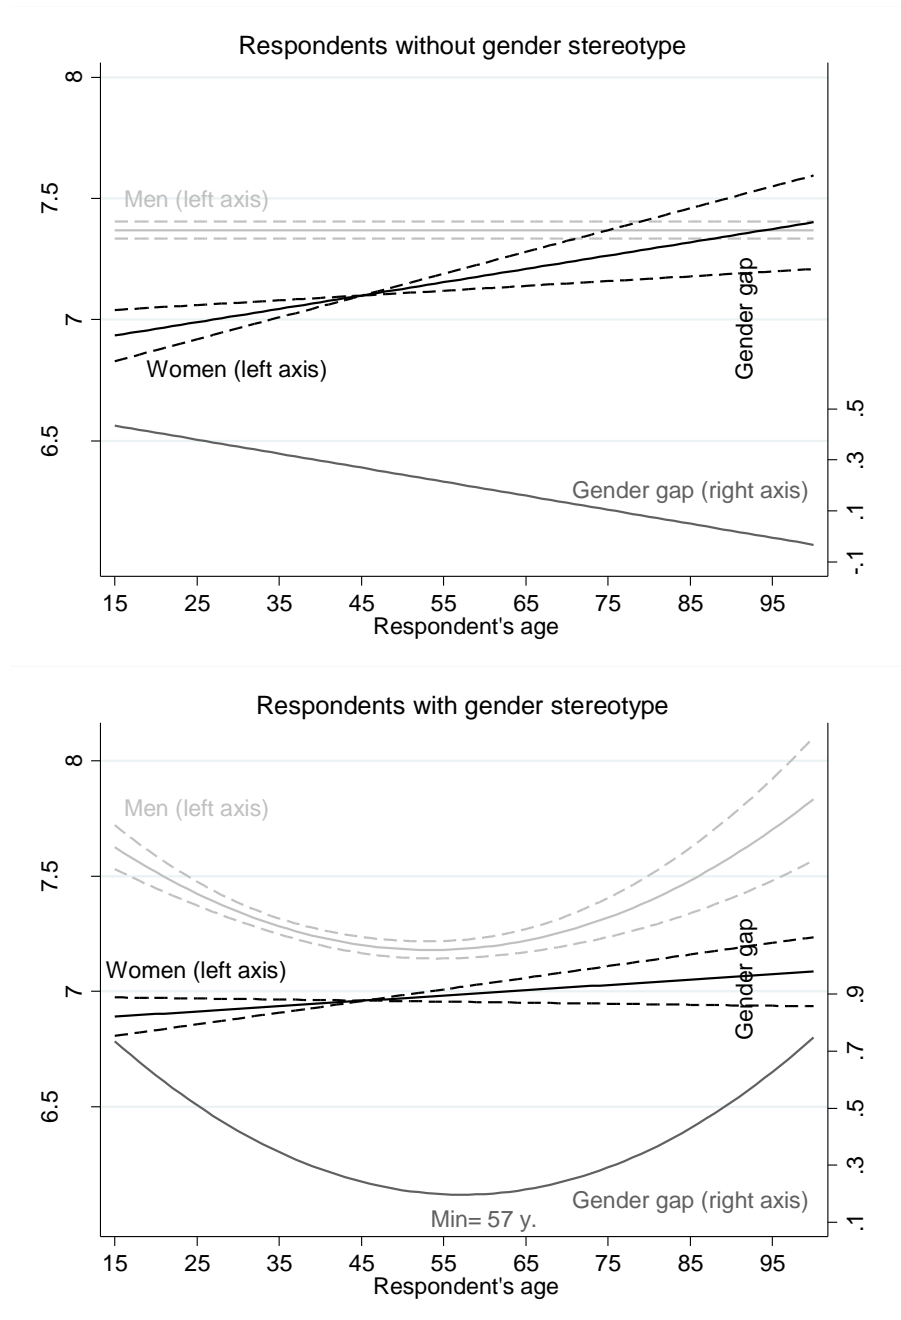 Respondents without gender stereotype
8
7.5
7
6.5
Men (left axis)
Women (left axis)
Gender gap
Gender gap (right axis)
.5
.3
.1
-.1
15 25 35 45 55 65 75 85 95
Respondent's age
Respondents with gender stereotype
8
7.5
7
6.5
Men (left axis)
Women (left axis)
Gender gap
Gender gap (right axis)
Min= 57 y.
.9
.7
.5
.3
.1
15 25 35 45 55 65 75 85 95
Respondent's age